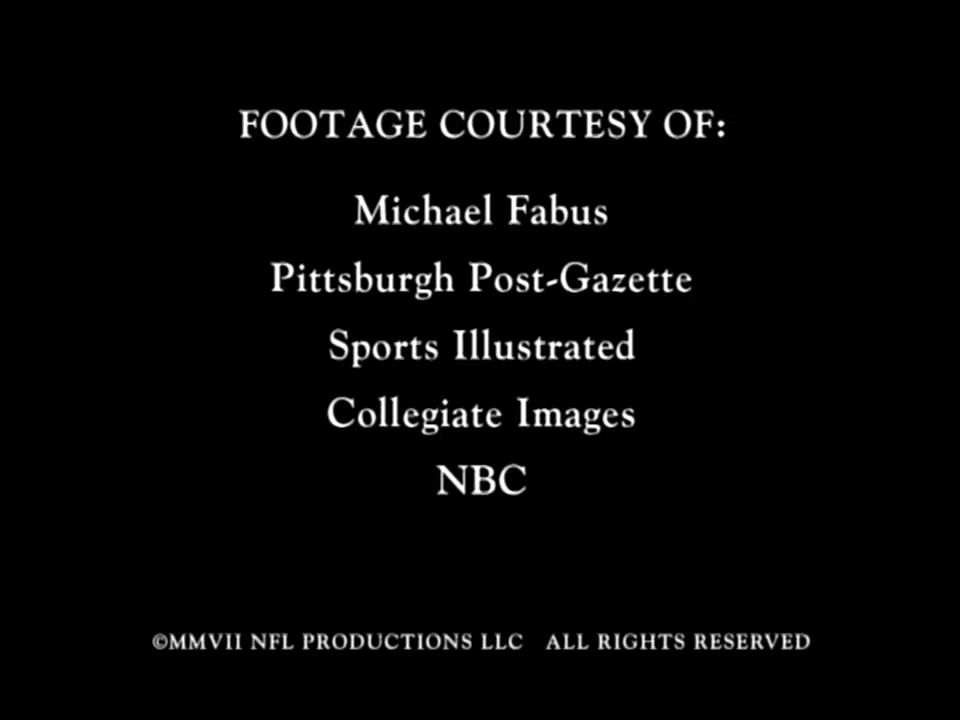 FOOTAGE COURTESY OF:
Michael Fabus
Pittsburgh Post-Gazette
Sports Illustrated
Collegiate Images
NBC
©MMVII NFL PRODUCTIONS LLC ALL RIGHTS RESERVED